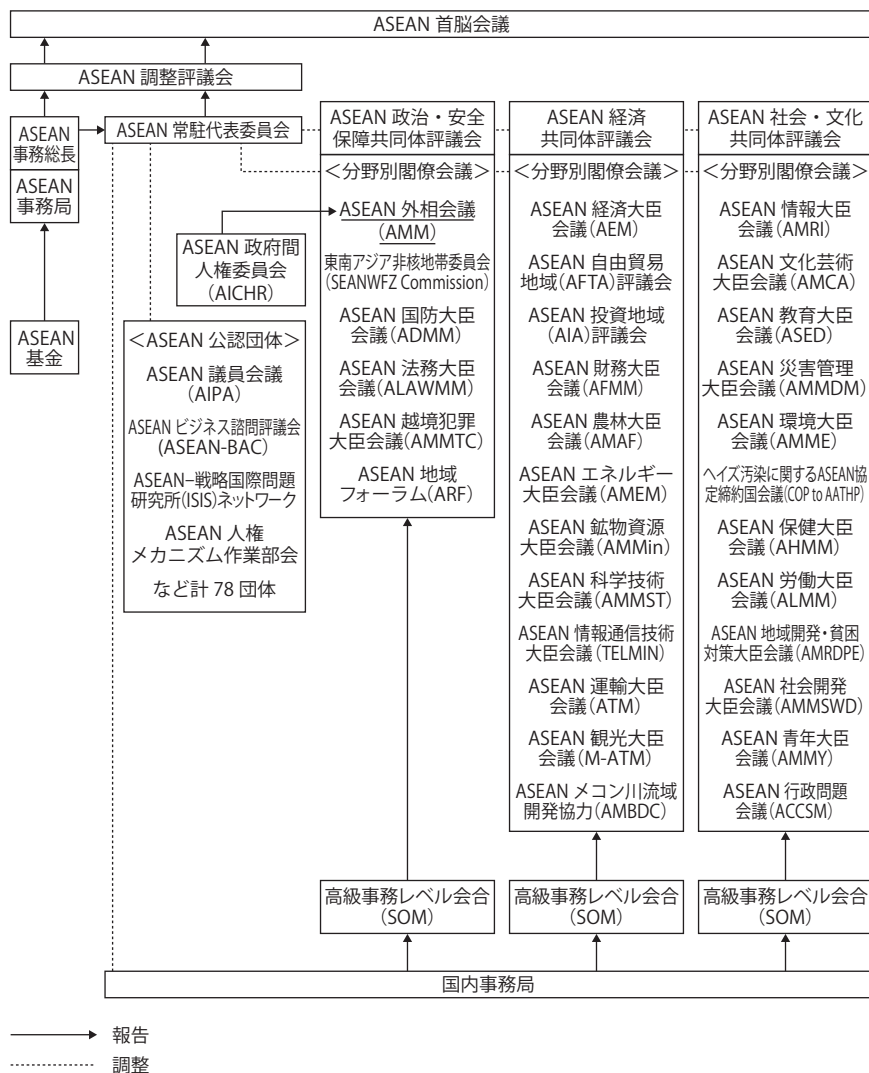 ASEAN 首脳会議
ASEAN 調整評議会
ASEAN
事務総長
ASEAN
事務局
ASEAN
基金
ASEAN 常駐代表委員会
ASEAN 政府間
人権委員会
(AICHR)
<ASEAN 公認団体>
ASEAN 議員会議
(AIPA)
ASEAN ビジネス諮問評議会
(ASEAN-BAC)
ASEAN−戦略国際問題
研究所(ISIS)ネットワーク
ASEAN 人権
メカニズム作業部会
など計 78 団体
ASEAN 政治・安全
保障共同体評議会
<分野別閣僚会議>
ASEAN 外相会議
(AMM)
東南アジア非核地帯委員会
(SEANWFZ Commission)
ASEAN 国防大臣
会議(ADMM)
ASEAN 法務大臣
会議(ALAWMM)
ASEAN 越境犯罪
大臣会議(AMMTC)
ASEAN 地域
フォーラム(ARF)
ASEAN 経済
共同体評議会
<分野別閣僚会議>
ASEAN 経済大臣
会議(AEM)
ASEAN 自由貿易
地域(AFTA)評議会
ASEAN 投資地域
(AIA)評議会
ASEAN 財務大臣
会議(AFMM)
ASEAN 農林大臣
会議(AMAF)
ASEAN エネルギー
大臣会議(AMEM)
ASEAN 鉱物資源
大臣会議(AMMin)
ASEAN 科学技術
大臣会議(AMMST)
ASEAN 情報通信技術
大臣会議(TELMIN)
ASEAN 運輸大臣
会議(ATM)
ASEAN 観光大臣
会議(M-ATM)
ASEAN メコン川流域
開発協力(AMBDC)
ASEAN 社会・文化
共同体評議会
<分野別閣僚会議>
ASEAN 情報大臣
会議(AMRI)
ASEAN 文化芸術
大臣会議(AMCA)
ASEAN 教育大臣
会議(ASED)
ASEAN 災害管理
大臣会議(AMMDM)
ASEAN 環境大臣
会議(AMME)
ヘイズ汚染に関するASEAN協
定締約国会議(COP to AATHP)
ASEAN 保健大臣
会議(AHMM)
ASEAN 労働大臣
会議(ALMM)
ASEAN 地域開発・貧困
対策大臣会議(AMRDPE)
ASEAN 社会開発
大臣会議(AMMSWD)
ASEAN 青年大臣
会議(AMMY)
ASEAN 行政問題
会議(ACCSM)
高級事務レベル会合
(SOM)
高級事務レベル会合
(SOM)
高級事務レベル会合
(SOM)
国内事務局
報告
調整